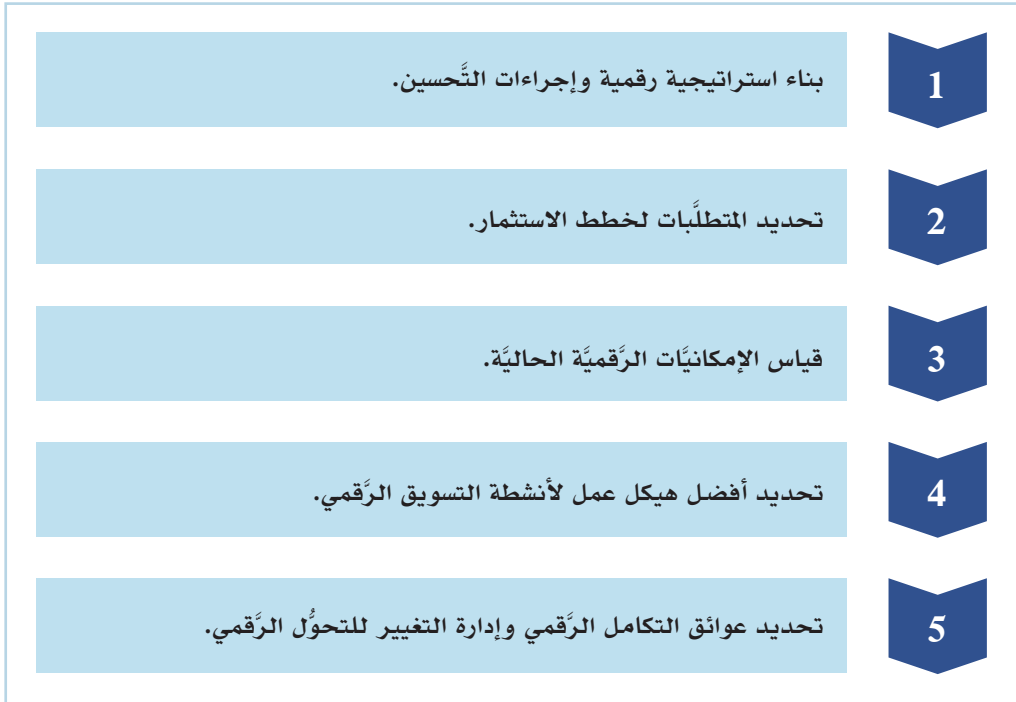 1
بناء استراتيجية رقمية وإجراءات التَّحسين.
2
تحديد المتطلَّبات لخطط الاستثمار.
3
قياس الإمكانيَّات الرَّقميَّة الحاليَّة.
4
تحديد أفضل هيكل عمل لأنشطة التسويق الرَّقمي.
5
تحديد عوائق التكامل الرَّقمي وإدارة التغيير للتحوُّل الرَّقمي.